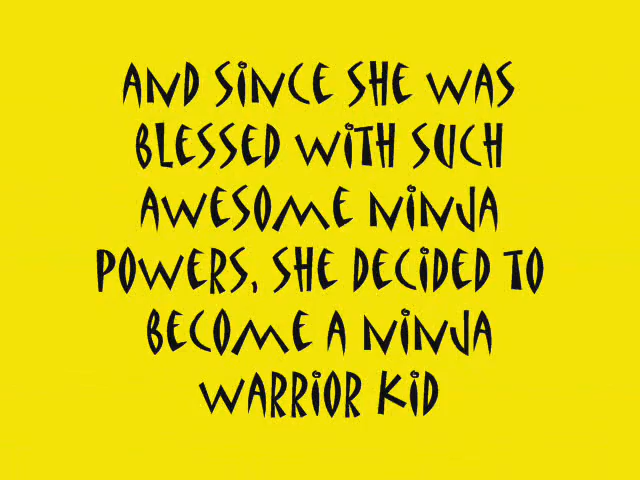 AND SINCE SHE WAS
BLESSED WITH SUCH
AWESOME NINJA
POWERS, SHE DECIDED TO
BECOME A NINJA
WARRIOR KID